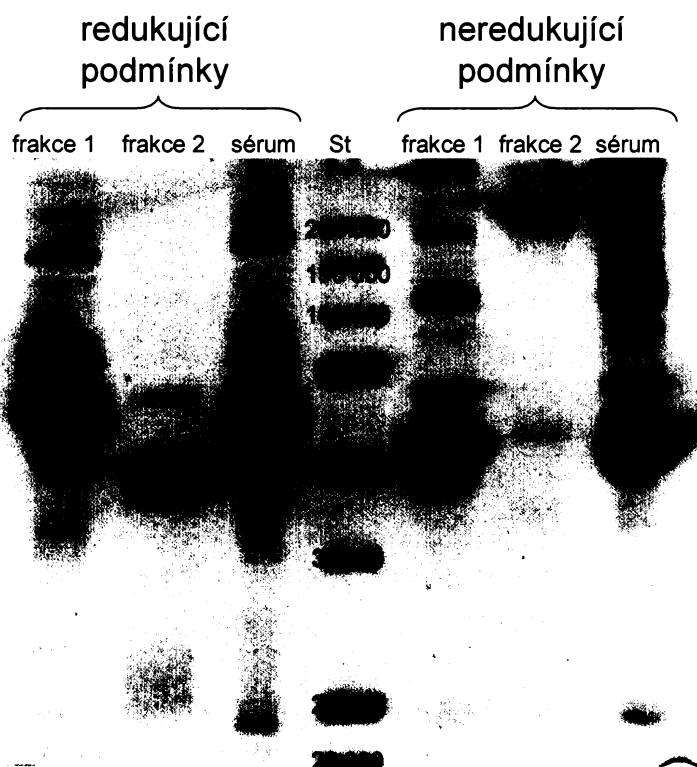 redukující
podmínky
neredukující
podmínky
frakce 1 frakce 2 sérum St frakce 1 frakce 2 sérum